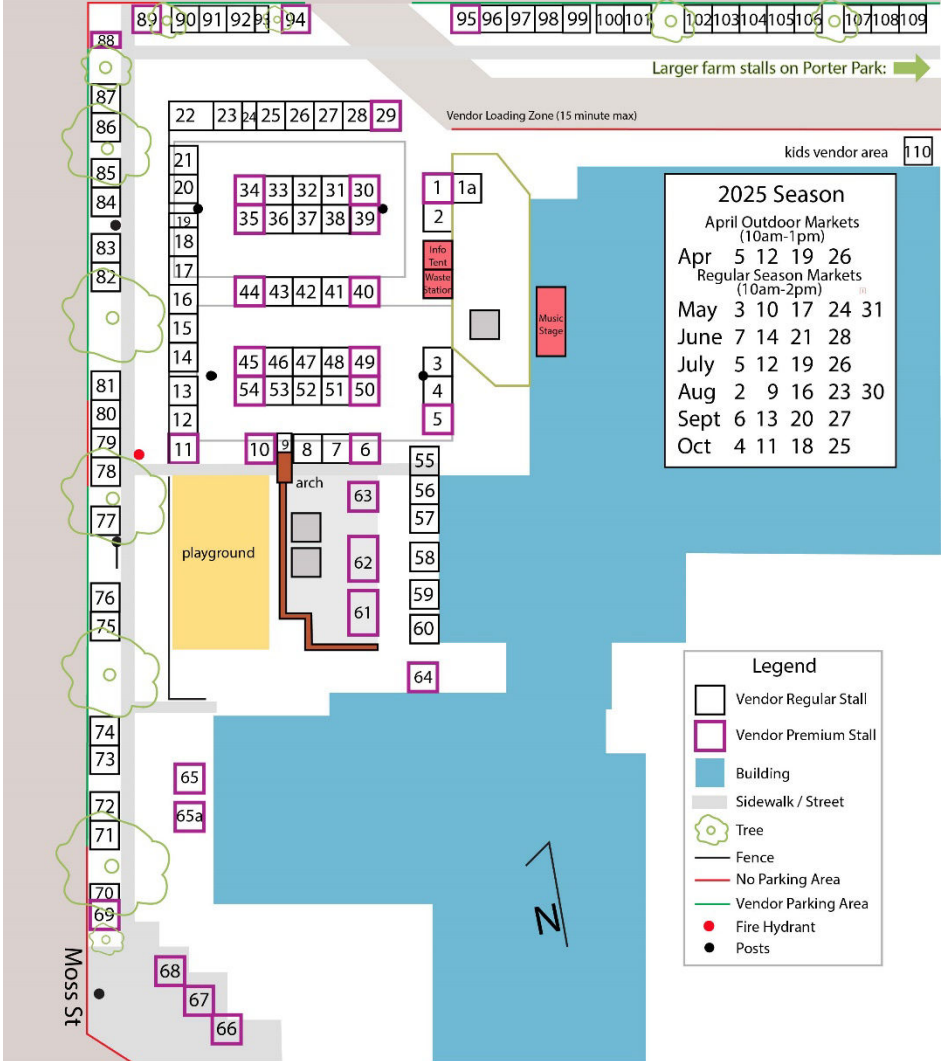 89 90 91 92 93 94
95 96 97 98 99 100 101 102 103 104 105 106 107 108 109
88
Larger farm stalls on Porter Park:
87
86
22 23 24 25 26 27 28 29
Vendor Loading Zone (15 minute max)
kids vendor area 110
85
84
83
82
81
80
79
78
77
76
75
74
73
72
71
70
69
Moss St
21
20
19
18
17
16
15
14
13
12
11
34 33 32 31 30
35 36 37 38 39
44 43 42 41 40
45 46 47 48 49
54 53 52 51 50
10 9 8 7 6
arch
1 1a
2
Info
Tent
Waste
Station
Music
Stage
3
4
5
55
56
57
58
59
60
64
63
62
61
playground
65
65a
68
67
66
N
2025 Season
April Outdoor Markets
(10am-1pm)
Apr 5 12 19 26
Regular Season Markets
(10am-2pm)
May 3 10 17 24 31
June 7 14 21 28
July 5 12 19 26
Aug 2 9 16 23 30
Sept 6 13 20 27
Oct 4 11 18 25
Legend
Vendor Regular Stall
Vendor Premium Stall
Building
Sidewalk / Street
Tree
Fence
No Parking Area
Vendor Parking Area
Fire Hydrant
Posts